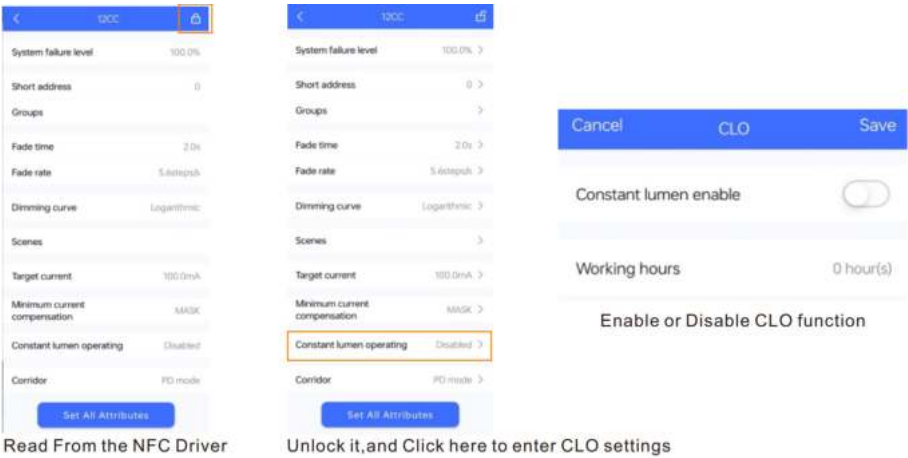 12CC
System failure level 100.0%
Short address 0
Groups
Fade time 2.0s
Fade rate 5.6steps/s
Dimming curve Logarithmic
Scenes
Target current 100.0mA
Minimum current
compensation MASK
Constant lumen operating Disabled
Corridor PD mode
Set All Attributes
Read From the NFC Driver
12CC
System failure level 100.0%
Short address 0
Groups
Fade time 2.0s
Fade rate 5.6steps/s
Dimming curve Logarithmic
Scenes
Target current 100.0mA
Minimum current
compensation MASK
Constant lumen operating Disabled
Corridor PD mode
Set All Attributes
Unlock it,and Click here to enter CLO settings
Cancel CLO Save
Constant lumen enable
Working hours 0 hour(s)
Enable or Disable CLO function